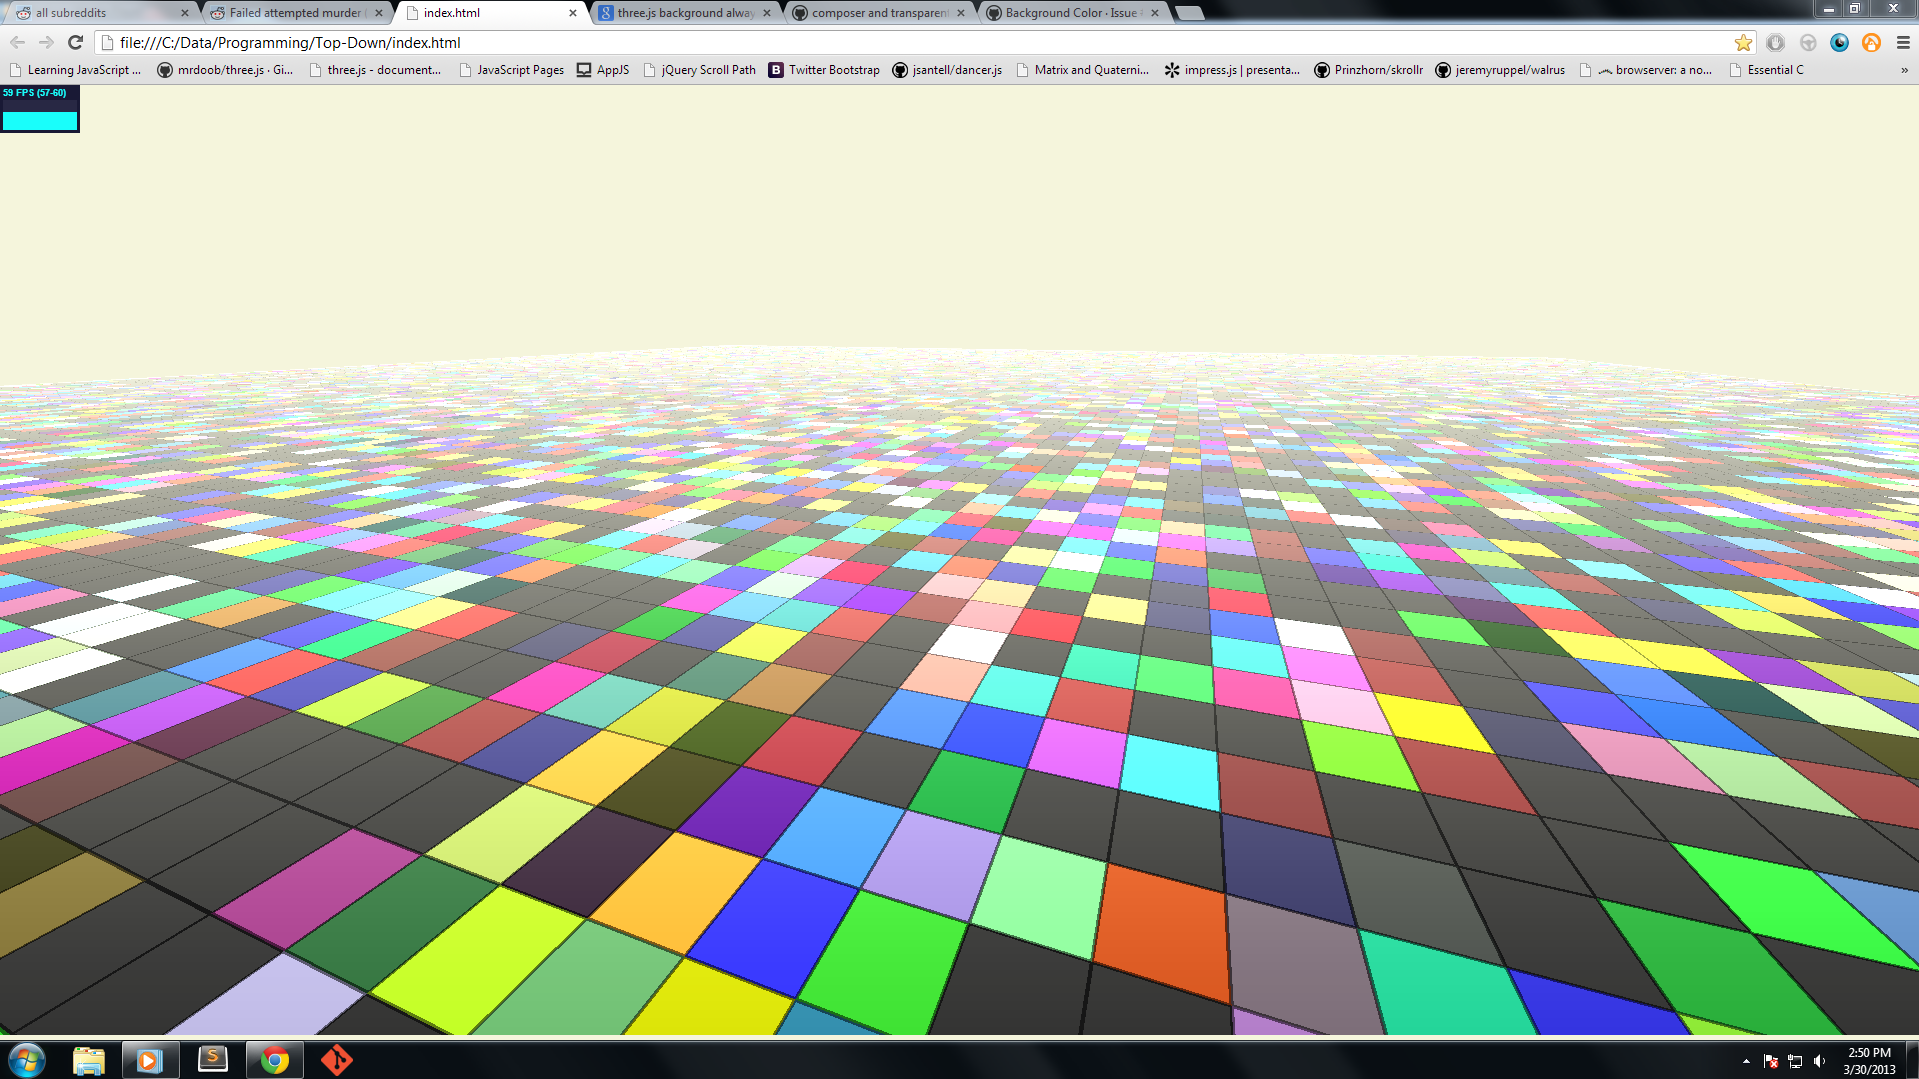 all subreddits
Failed attempted murder
index.html
three.js background alway
composer and transparent
Background Color · Issue
file:///C:/Data/Programming/Top-Down/index.html
Learning JavaScript ...
mrdoob/three.js · Gi...
three.js - document...
JavaScript Pages
AppJS
jQuery Scroll Path
Twitter Bootstrap
jsantell/dancer.js
Matrix and Quaterni...
impress.js | presenta...
Prinzhorn/skrollr
jeremyruppel/walrus
browserver: a no...
Essential C
»
59 FPS (57-60)
2:50 PM
3/30/2013